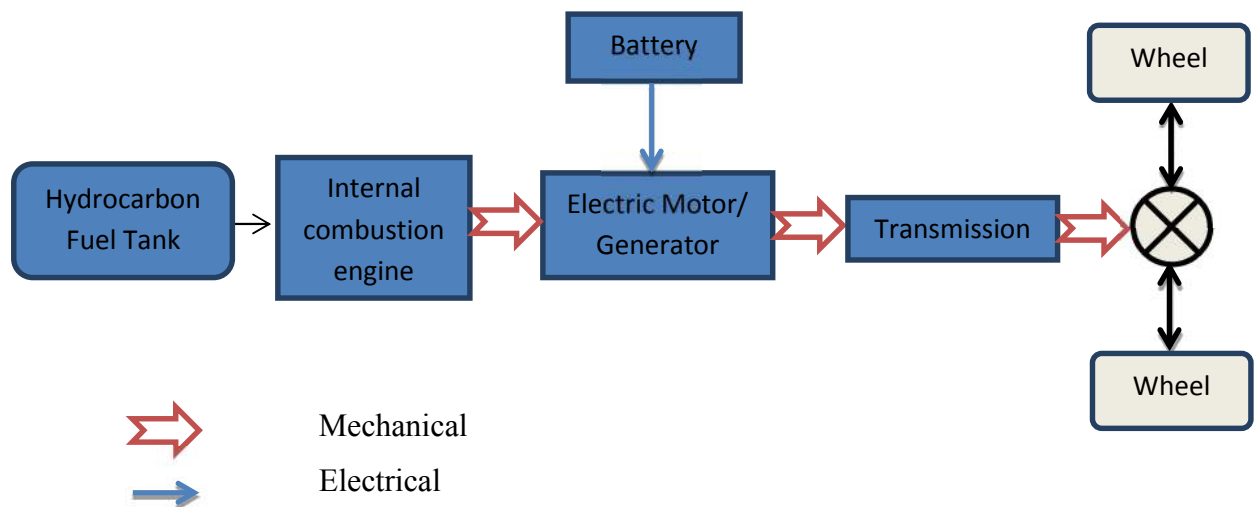 Battery
Wheel
Hydrocarbon
Fuel Tank
Internal
combustion
engine
Electric Motor/
Generator
Transmission
Wheel
Mechanical
Electrical